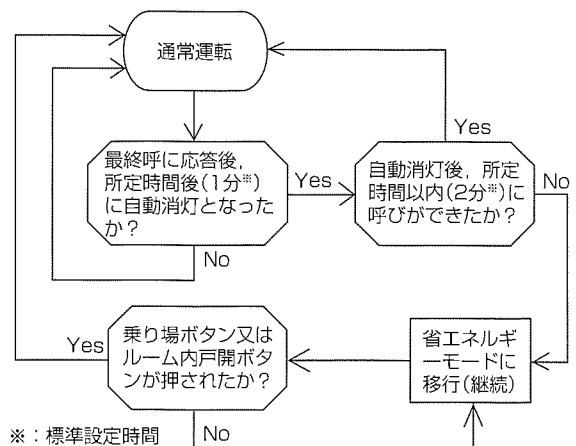 通常運転
最終呼に応答後，
所定時間後(1分※)
に自動消灯となった
か？
Yes
No
自動消灯後，所定
時間以内(2分※)に
呼びができたか？
Yes
No
省エネルギ
ーモードに
移行(継続)
乗り場ボタン又は
ルーム内戸開ボタ
ンが押されたか？
Yes
No
※：標準設定時間